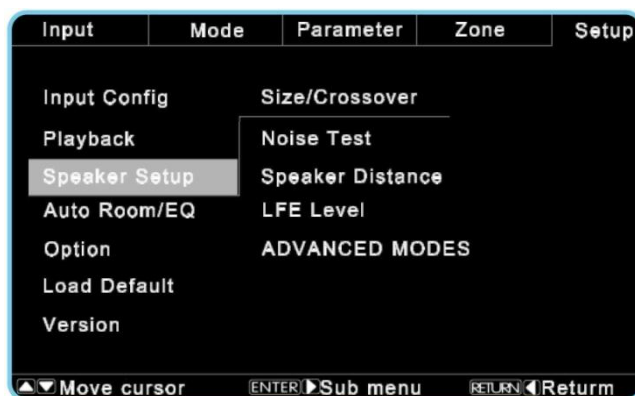 Input Mode Parameter Zone Setup
Input Config Size/Crossover
Playback Noise Test
Speaker Setup Speaker Distance
Auto Room/EQ LFE Level
Option ADVANCED MODES
Load Default
Version
▲▼Move cursor ENTER▶Sub menu RETURN◀Returm